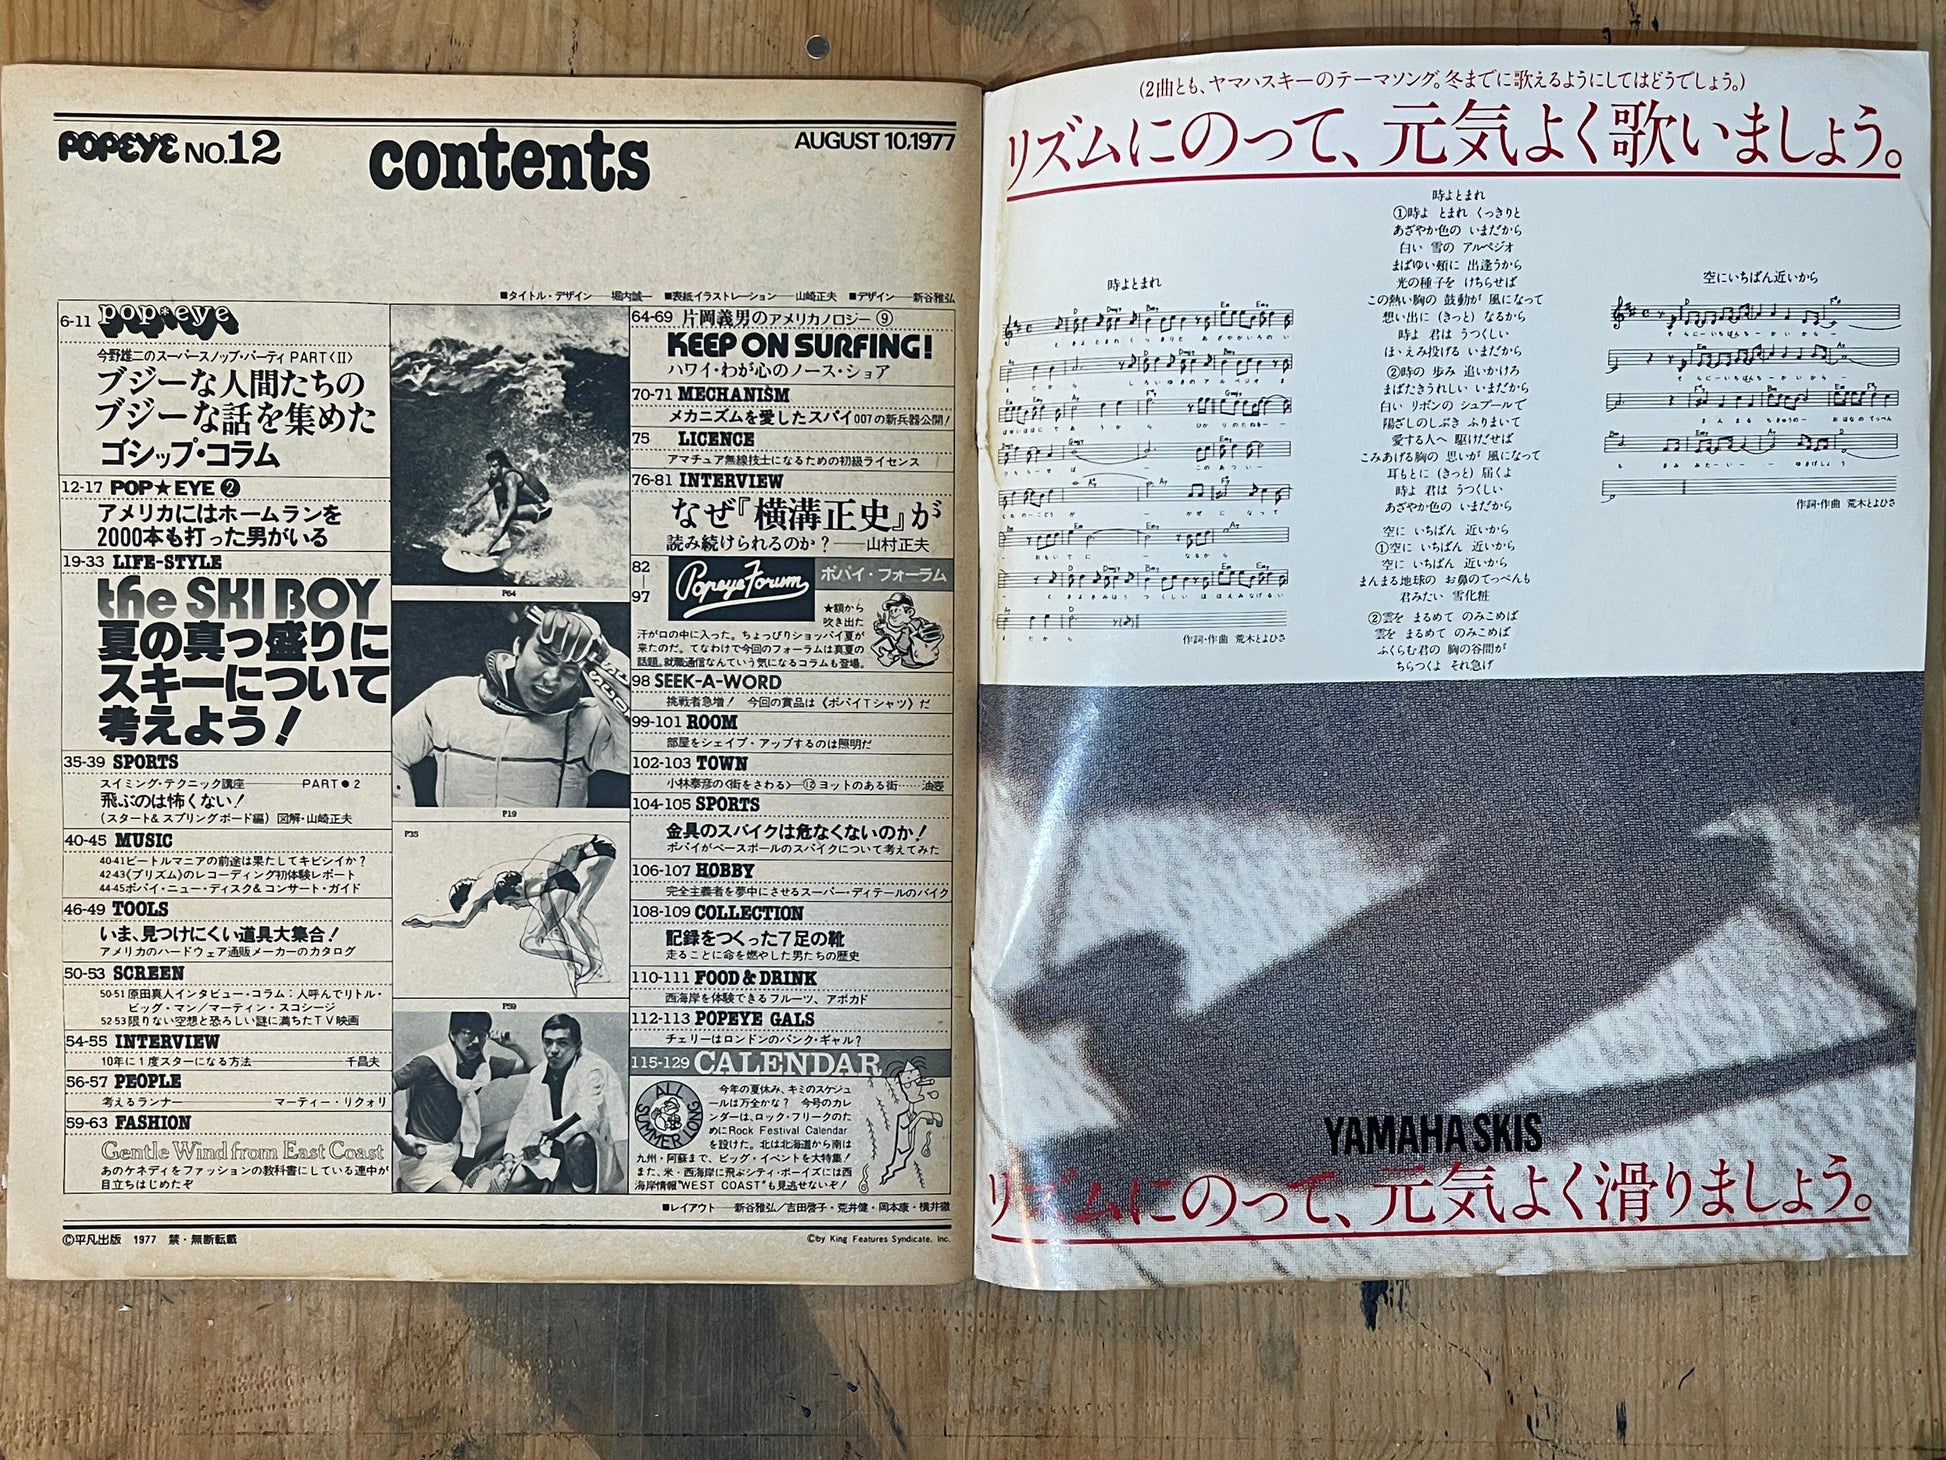 POPEYE NO.12
contents
AUGUST 10.1977
■タイトル・デザイン——堀内誠一 ■表紙イラストレーション——山崎正夫 ■デザイン——新谷雅弘
6-11 pop*eye
今野雄二のスーパースノッブ・パーティ PART〈II〉
ブジーな人間たちの
ブジーな話を集めた
ゴシップ・コラム
12-17 POP★EYE ❷
アメリカにはホームランを
2000本も打った男がいる
19-33 LIFE-STYLE
the SKI BOY
夏の真っ盛りに
スキーについて
考えよう!
35-39 SPORTS
スイミング・テクニック講座——PART●2
飛ぶのは怖くない!
(スタート&スプリングボード編) 図解・山崎正夫
40-45 MUSIC
40-41ビートルマニアの前途は果たしてキビシイか?
42-43《プリズム》のレコーディング初体験レポート
44-45ポパイ・ニュー・ディスク&コンサート・ガイド
46-49 TOOLS
いま、見つけにくい道具大集合!
アメリカのハードウェア通販メーカーのカタログ
50-53 SCREEN
50-51原田真人インタビュー・コラム:人呼んでリトル・
ビッグ・マン/マーティン・スコシージ
52-53限りない空想と恐ろしい謎に満ちたTV映画
54-55 INTERVIEW
10年に1度スターになる方法——千昌夫
56-57 PEOPLE
考えるランナー——マーティー・リクォリ
59-63 FASHION
Gentle Wind from East Coast
あのケネディをファッションの教科書にしている連中が
目立ちはじめたぞ
P64
P19
P35
P59
64-69 片岡義男のアメリカノロジー⑨
KEEP ON SURFING!
ハワイ・わが心のノース・ショア
70-71 MECHANISM
メカニズムを愛したスパイ007の新兵器公開!
75 LICENCE
アマチュア無線技士になるための初級ライセンス
76-81 INTERVIEW
なぜ『横溝正史』が
読み続けられるのか?——山村正夫
82
|
97
Popeye Forum
ポパイ・フォーラム
★額から
吹き出た
汗が口の中に入った。ちょっぴりショッパイ夏が
来たのだ。てなわけで今回のフォーラムは真夏の
話題。就職通信なんていう気になるコラムも登場。
98 SEEK-A-WORD
挑戦者急増! 今回の賞品は《ポパイTシャツ》だ
99-101 ROOM
部屋をシェイプ・アップするのは照明だ
102-103 TOWN
小林泰彦の〈街をさわる〉—⑫ヨットのある街……油壺
104-105 SPORTS
金具のスパイクは危なくないのか!
ポパイがベースボールのスパイクについて考えてみた
106-107 HOBBY
完全主義者を夢中にさせるスーパー・ディテールのバイク
108-109 COLLECTION
記録をつくった7足の靴
走ることに命を燃やした男たちの歴史
110-111 FOOD & DRINK
西海岸を体験できるフルーツ、アボカド
112-113 POPEYE GALS
チェリーはロンドンのパンク・ギャル?
115-129 CALENDAR
ALL SUMMER LONG
今年の夏休み、キミのスケジュ
ールは万全かな? 今号のカレ
ンダーは、ロック・フリークのた
めにRock Festival Calendar
を設けた。北は北海道から南は
九州・阿蘇まで、ビッグ・イベントを大特集!
また、米・西海岸に飛ぶシティ・ボーイズには西
海岸情報"WEST COAST"も見逃せないぞ!
■レイアウト——新谷雅弘/吉田啓子・荒井健・岡本康・横井徹
©平凡出版 1977 禁・無断転載
©by King Features Syndicate, Inc.
(2曲とも、ヤマハスキーのテーマソング。冬までに歌えるようにしてはどうでしょう。)
リズムにのって、元気よく歌いましょう。
時よとまれ
作詞・作曲 荒木とよひさ
時よとまれ
①時よ とまれ くっきりと
あざやか色の いまだから
白い 雪の アルペジオ
まばゆい頬に 出逢うから
光の種子を けちらせば
この熱い胸の 鼓動が 風になって
想い出に (きっと) なるから
時よ 君は うつくしい
ほゝえみ投げる いまだから
②時の 歩み 追いかけろ
まばたきうれしい いまだから
白い リボンの シュプールで
陽ざしのしぶき ふりまいて
愛する人へ 駆けだせば
こみあげる胸の 思いが 風になって
耳もとに (きっと) 届くよ
時よ 君は うつくしい
あざやか色の いまだから
空に いちばん 近いから
①空に いちばん 近いから
空に いちばん 近いから
まんまる地球の お鼻のてっぺんも
君みたい 雪化粧
②雲を まるめて のみこめば
雲を まるめて のみこめば
ふくらむ君の 胸の谷間が
ちらつくよ それ急げ
空にいちばん近いから
作詞・作曲 荒木とよひさ
YAMAHA SKIS
リズムにのって、元気よく滑りましょう。